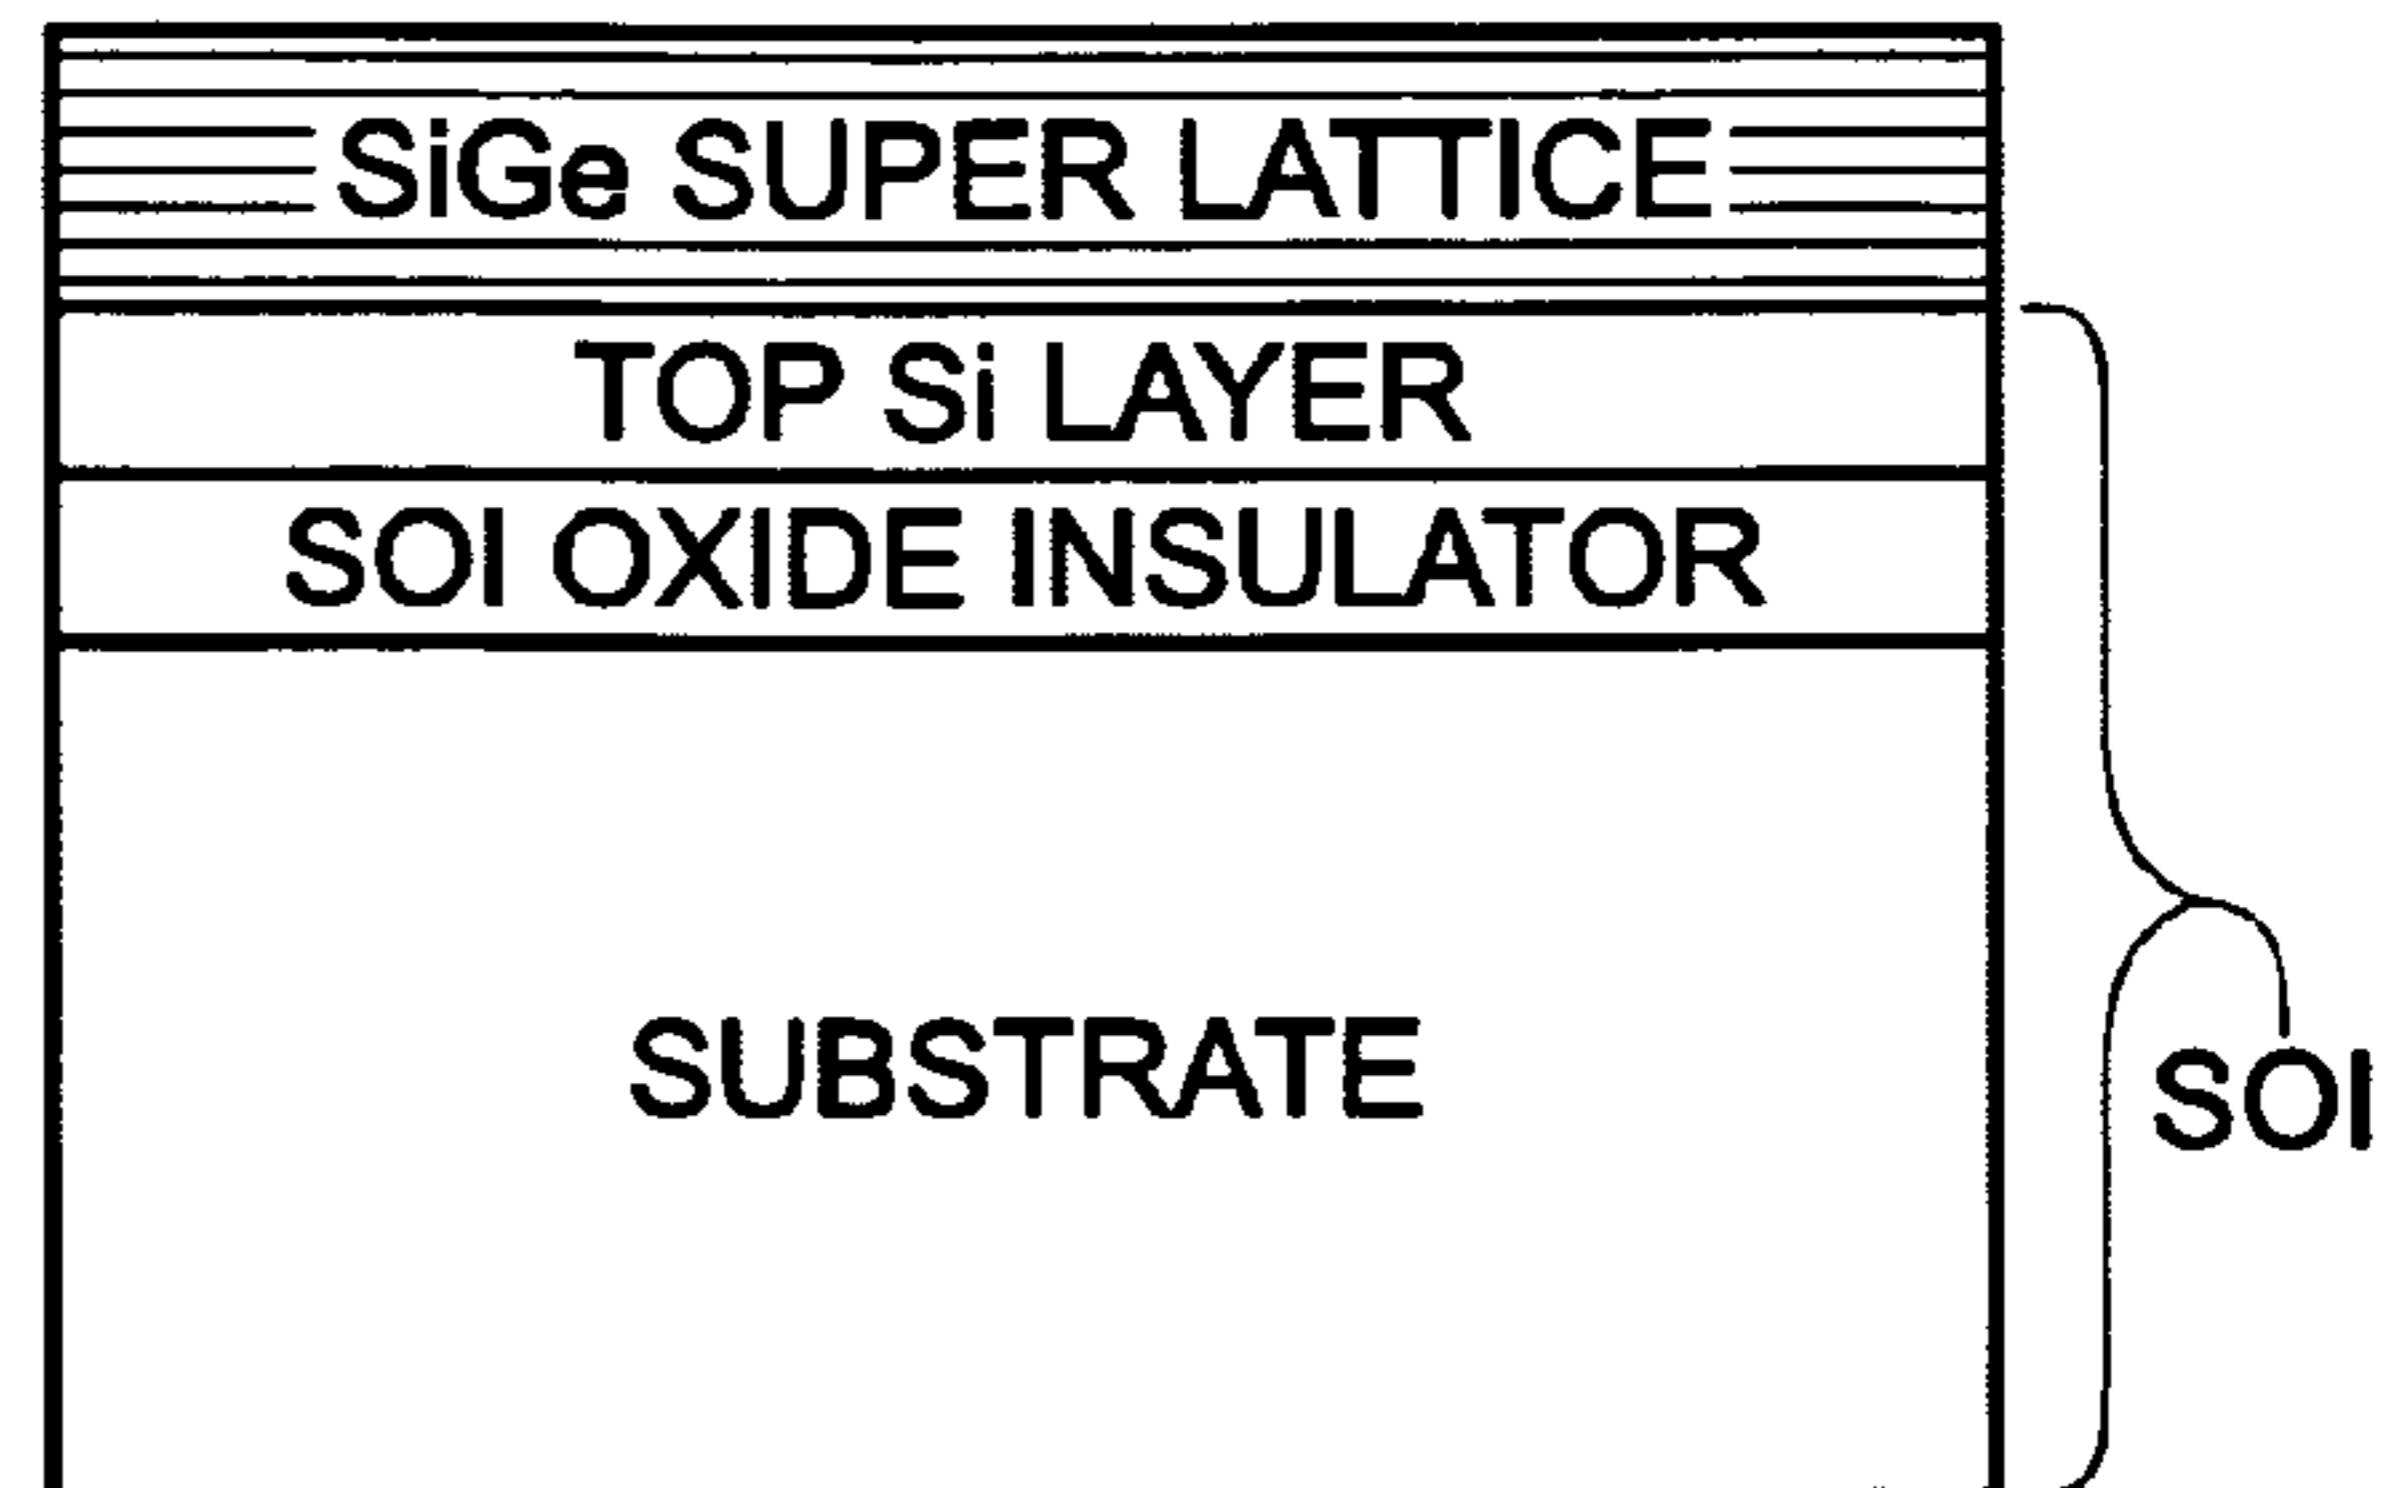 SiGe SUPER LATTICE
TOP Si LAYER
SOI OXIDE INSULATOR
SUBSTRATE
SOI